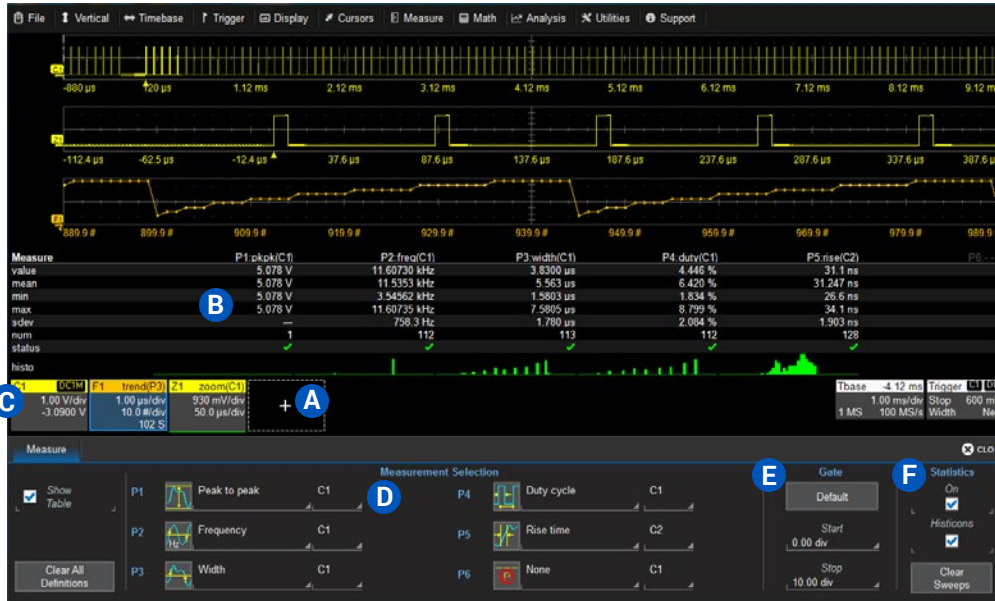 File Vertical Timebase Trigger Display Cursors Measure Math Analysis Utilities Support
C1
-880 µs 120 µs 1.12 ms 2.12 ms 3.12 ms 4.12 ms 5.12 ms 6.12 ms 7.12 ms 8.12 ms 9.12 m
Z1
-112.4 µs -62.5 µs -12.4 µs 37.6 µs 87.6 µs 137.6 µs 187.6 µs 237.6 µs 287.6 µs 337.6 µs 387.6 µ
F1
889.9 # 899.9 # 909.9 # 919.9 # 929.9 # 939.9 # 949.9 # 959.9 # 969.9 # 979.9 # 989.9
Measure P1:pkpk(C1) P2:freq(C1) P3:width(C1) P4:duty(C1) P5:rise(C2) P6:- -
value 5.078 V 11.60730 kHz 3.8300 µs 4.446 % 31.1 ns
mean 5.078 V 11.5353 kHz 5.563 µs 6.420 % 31.247 ns
min 5.078 V 3.54562 kHz 1.5803 µs 1.834 % 26.6 ns
max 5.078 V 11.60735 kHz 7.5805 µs 8.799 % 34.1 ns
B
sdev --- 758.3 Hz 1.780 µs 2.084 % 1.903 ns
num 1 112 113 112 128
status
histo
C1 DC1M F1 trend(P3) Z1 zoom(C1) Tbase -4.12 ms Trigger C1 D
C 1.00 V/div 1.00 µs/div 930 mV/div + A 1.00 ms/div Stop 600 m
-3.0900 V 10.0 #/div 50.0 µs/div 1 MS 100 MS/s Width Ne
102 S
Measure CLO
Measurement Selection E Gate F Statistics
Show Table P1 Peak to peak C1 D P4 Duty cycle C1 Default On
P2 Hz Frequency C1 P5 Rise time C2 Start 0.00 div Histicons
Clear All Definitions P3 Width C1 P6 None C1 Stop 10.00 div Clear Sweeps